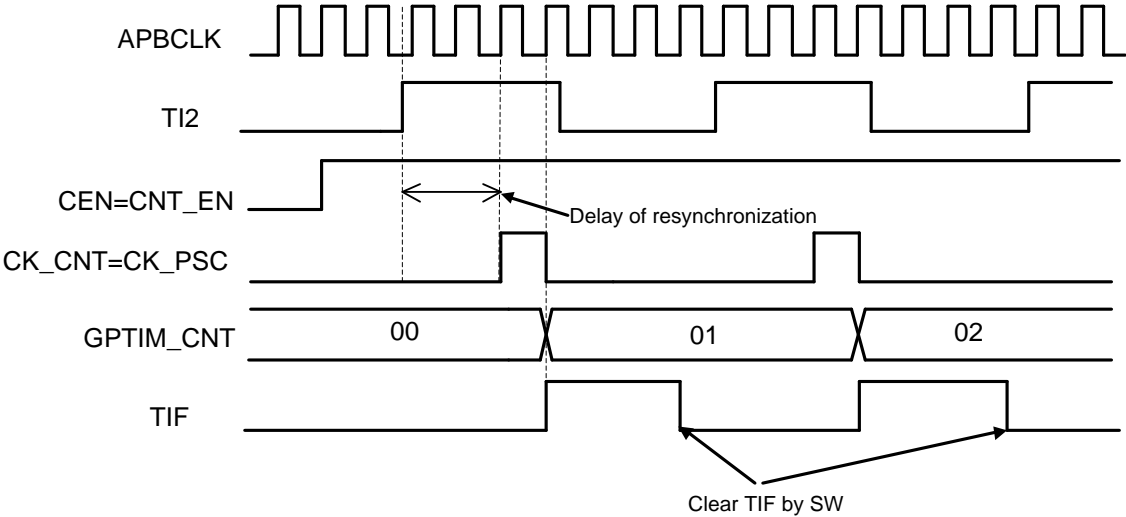 APBCLK
TI2
CEN=CNT_EN
Delay of resynchronization
CK_CNT=CK_PSC
GPTIM_CNT
00
01
02
TIF
Clear TIF by SW